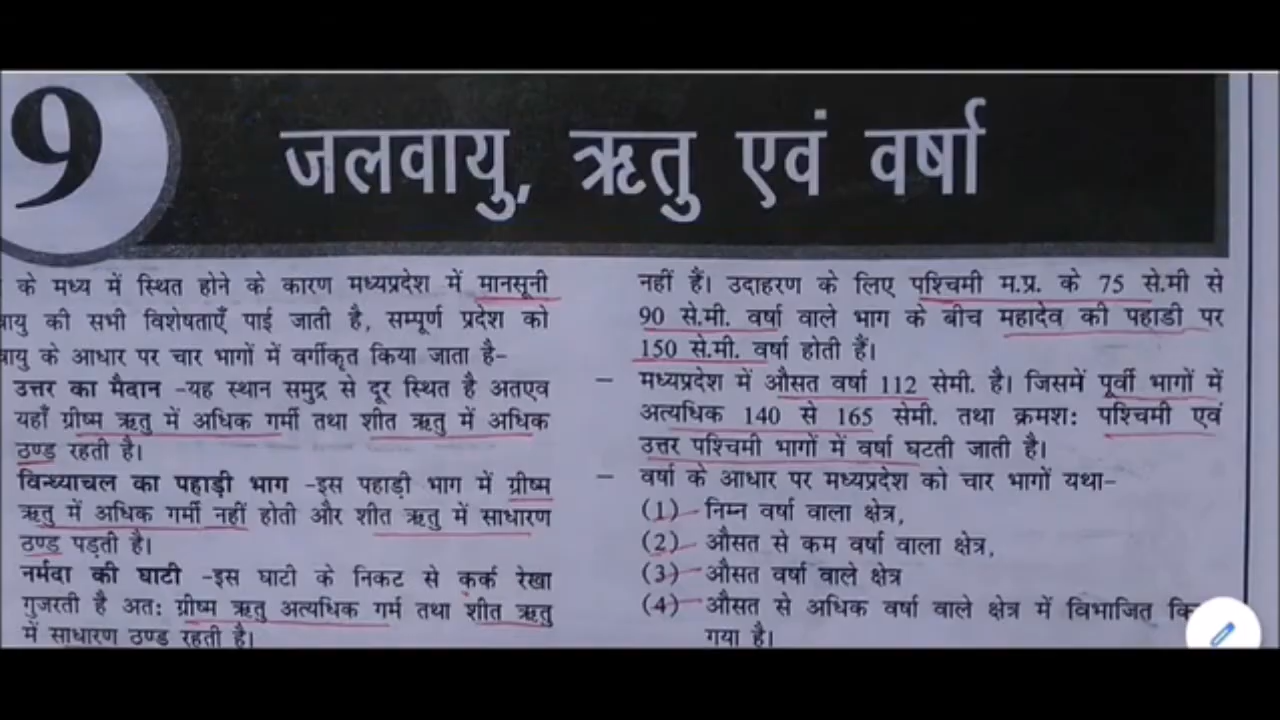 9
जलवायु, ऋतु एवं वर्षा
के मध्य में स्थित होने के कारण मध्यप्रदेश में मानसूनी
की सभी विशेषताएँ पाई जाती है, सम्पूर्ण प्रदेश को
के आधार पर चार भागों में वर्गीकृत किया जाता है-
उत्तर का मैदान -यह स्थान समुद्र से दूर स्थित है अतएव
यहाँ ग्रीष्म ऋतु में अधिक गर्मी तथा शीत ऋतु में अधिक
ठण्ड रहती है।
विन्ध्याचल का पहाड़ी भाग -इस पहाड़ी भाग में ग्रीष्म
ऋतु में अधिक गर्मी नहीं होती और शीत ऋतु में साधारण
ठण्ड पड़ती है।
नर्मदा की घाटी -इस घाटी के निकट से कर्क रेखा
गुजरती है अत: ग्रीष्म ऋतु अत्यधिक गर्म तथा शीत ऋतु
में साधारण ठण्ड रहती है।
नहीं हैं। उदाहरण के लिए पश्चिमी म.प्र. के 75 से.मी से
90 से.मी. वर्षा वाले भाग के बीच महादेव की पहाडी पर
150 से.मी. वर्षा होती हैं।
– मध्यप्रदेश में औसत वर्षा 112 सेमी. है। जिसमें पूर्वी भागों में
अत्यधिक 140 से 165 सेमी. तथा क्रमश: पश्चिमी एवं
उत्तर पश्चिमी भागों में वर्षा घटती जाती है।
– वर्षा के आधार पर मध्यप्रदेश को चार भागों यथा-
(1) निम्न वर्षा वाला क्षेत्र,
(2) औसत से कम वर्षा वाला क्षेत्र,
(3) औसत वर्षा वाले क्षेत्र
(4) औसत से अधिक वर्षा वाले क्षेत्र में विभाजित
गया है।